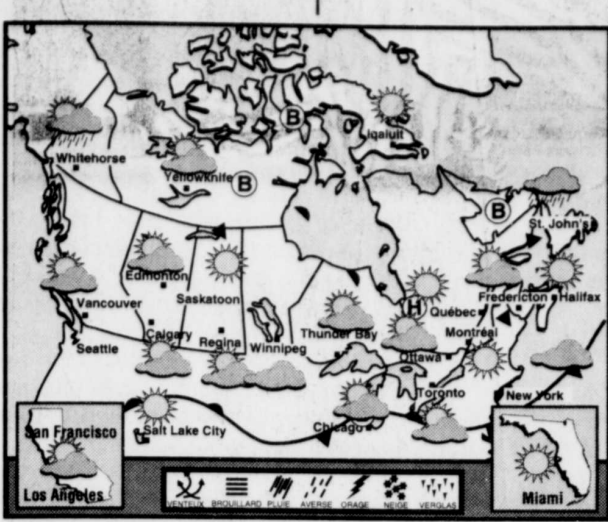 B
Iqaluit
Whitehorse
Yellowknife
B
B
St. John's
Edmonton
Saskatoon
H
Québec
Fredericton
Halifax
Vancouver
Calgary
Regina
Winnipeg
Thunder Bay
Montréal
Seattle
Ottawa
Toronto
New York
San Francisco
Salt Lake City
Chicago
Los Angeles
Miami
VENTEUX BROUILLARD PLUIE AVERSE ORAGE NEIGE VERGLAS